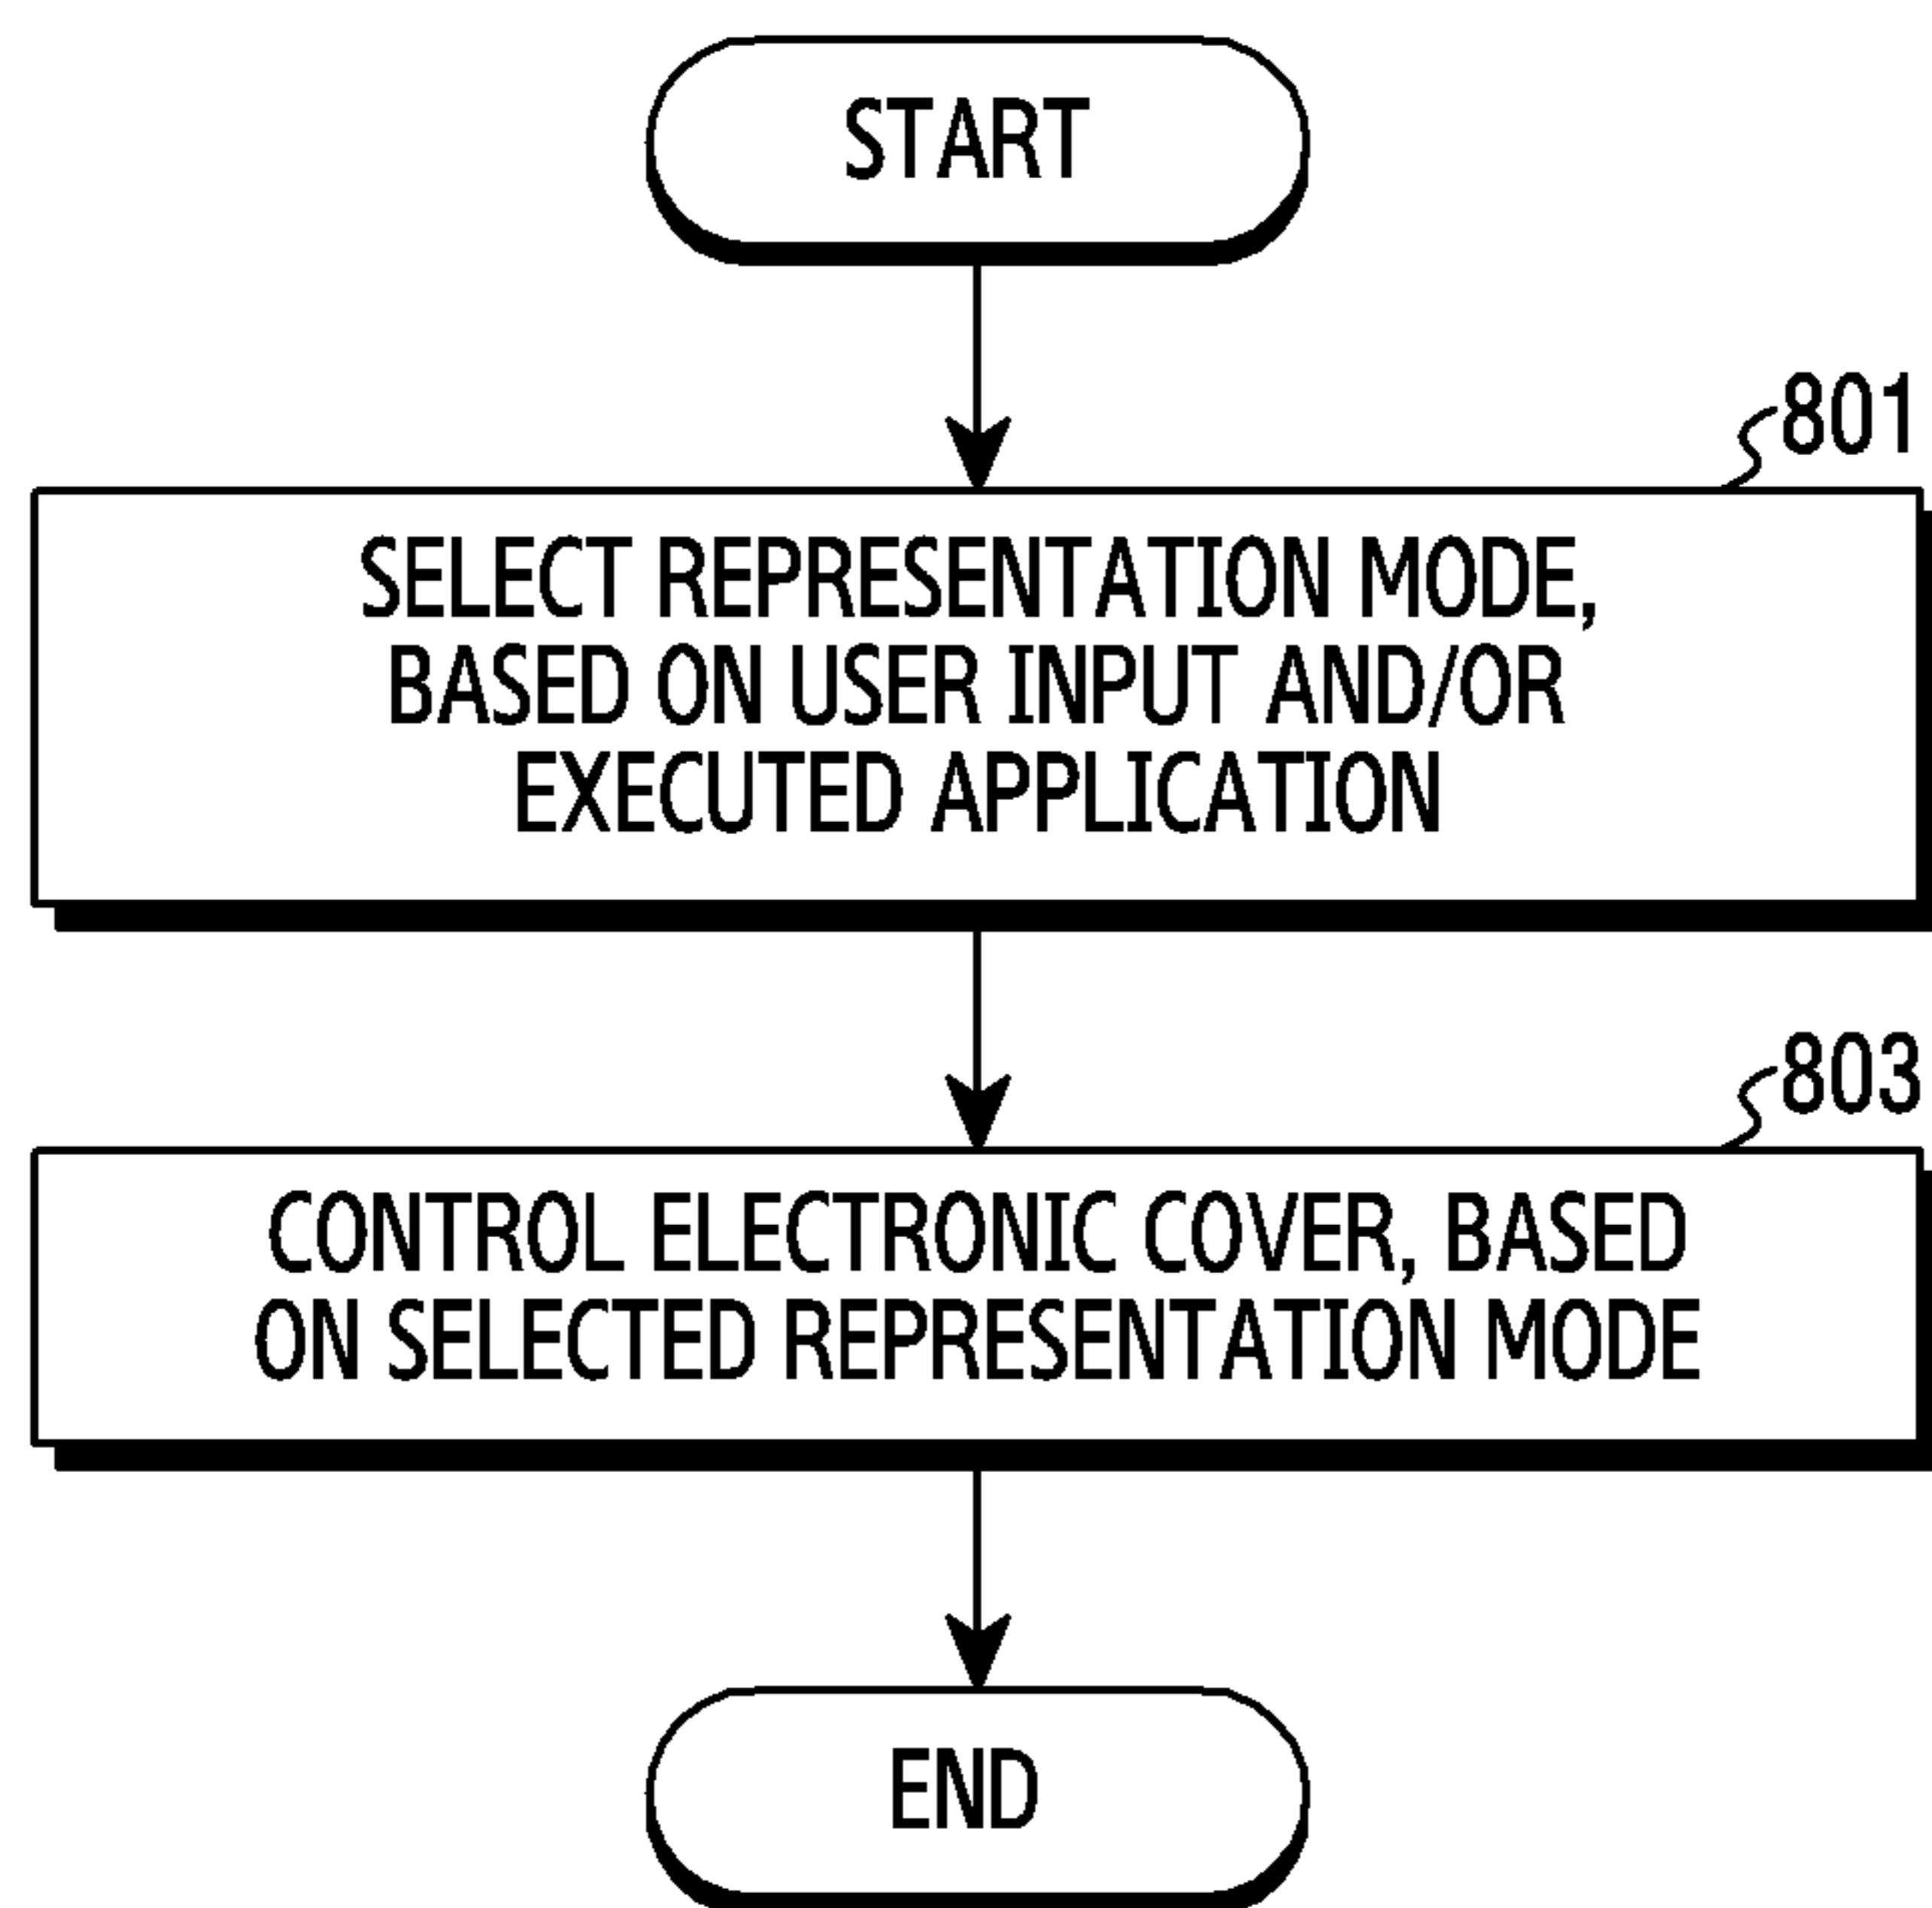 START
801
SELECT REPRESENTATION MODE,
BASED ON USER INPUT AND/OR
EXECUTED APPLICATION
803
CONTROL ELECTRONIC COVER, BASED
ON SELECTED REPRESENTATION MODE
END